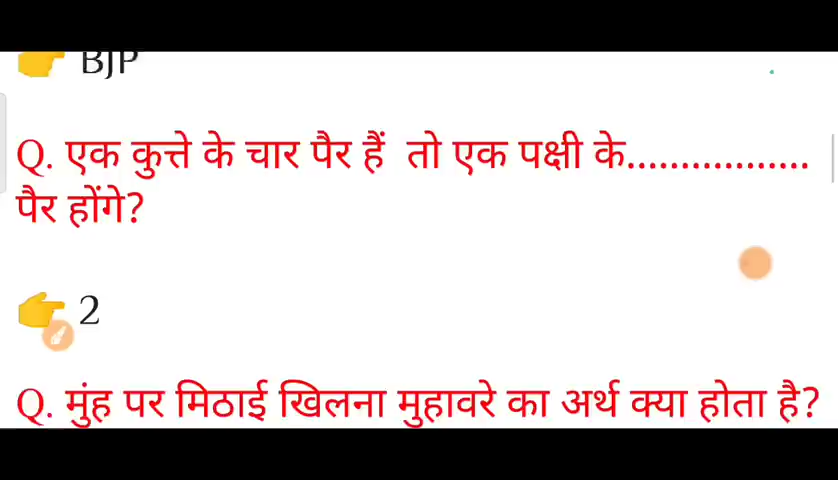 👉 BJP
Q. एक कुत्ते के चार पैर हैं तो एक पक्षी के.................
पैर होंगे?
👉 2
Q. मुंह पर मिठाई खिलना मुहावरे का अर्थ क्या होता है?